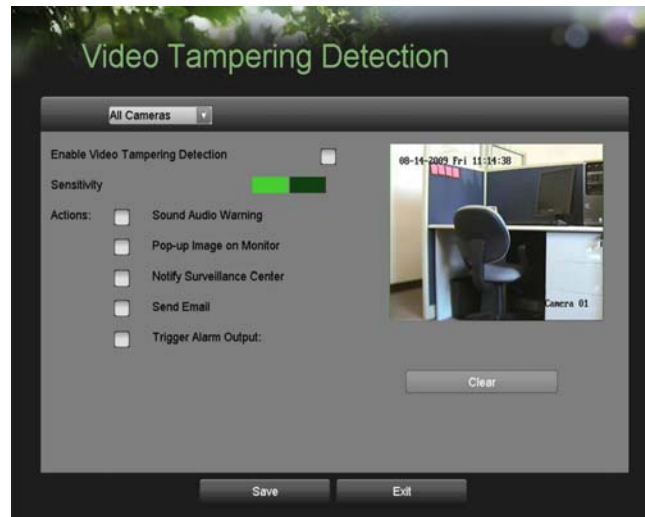 Video Tampering Detection
All Cameras
Enable Video Tampering Detection
08-14-2009 Fri 11:14:38
Sensitivity
Actions:
Sound Audio Warning
Pop-up Image on Monitor
Notify Surveillance Center
Send Email
Camera 01
Trigger Alarm Output:
Clear
Save
Exit